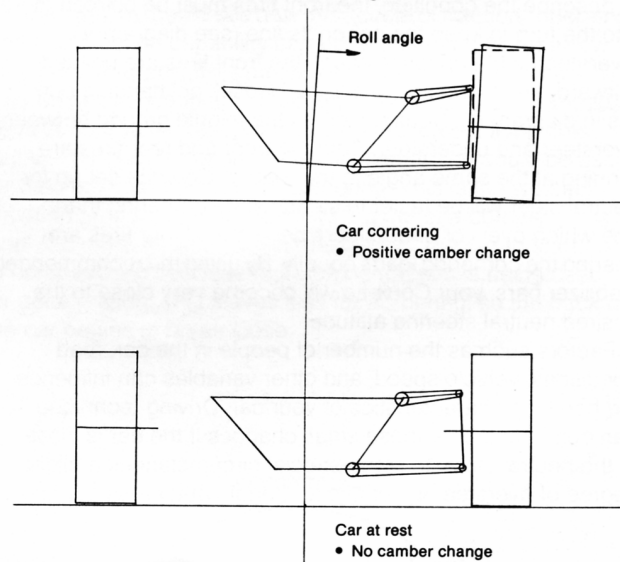 Roll angle
Car cornering
• Positive camber change
Car at rest
• No camber change